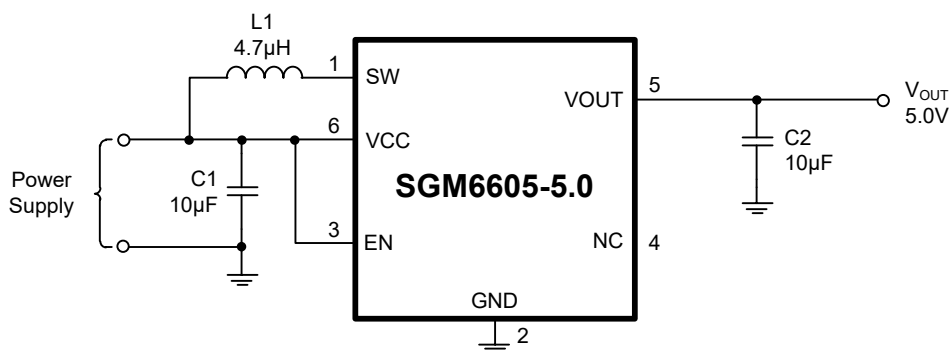 L1
4.7µH
1
SW
5
VOUT
V_OUT
5.0V
6
VCC
C2
10µF
SGM6605-5.0
C1
10µF
Power
Supply
3
EN
NC
4
GND
2